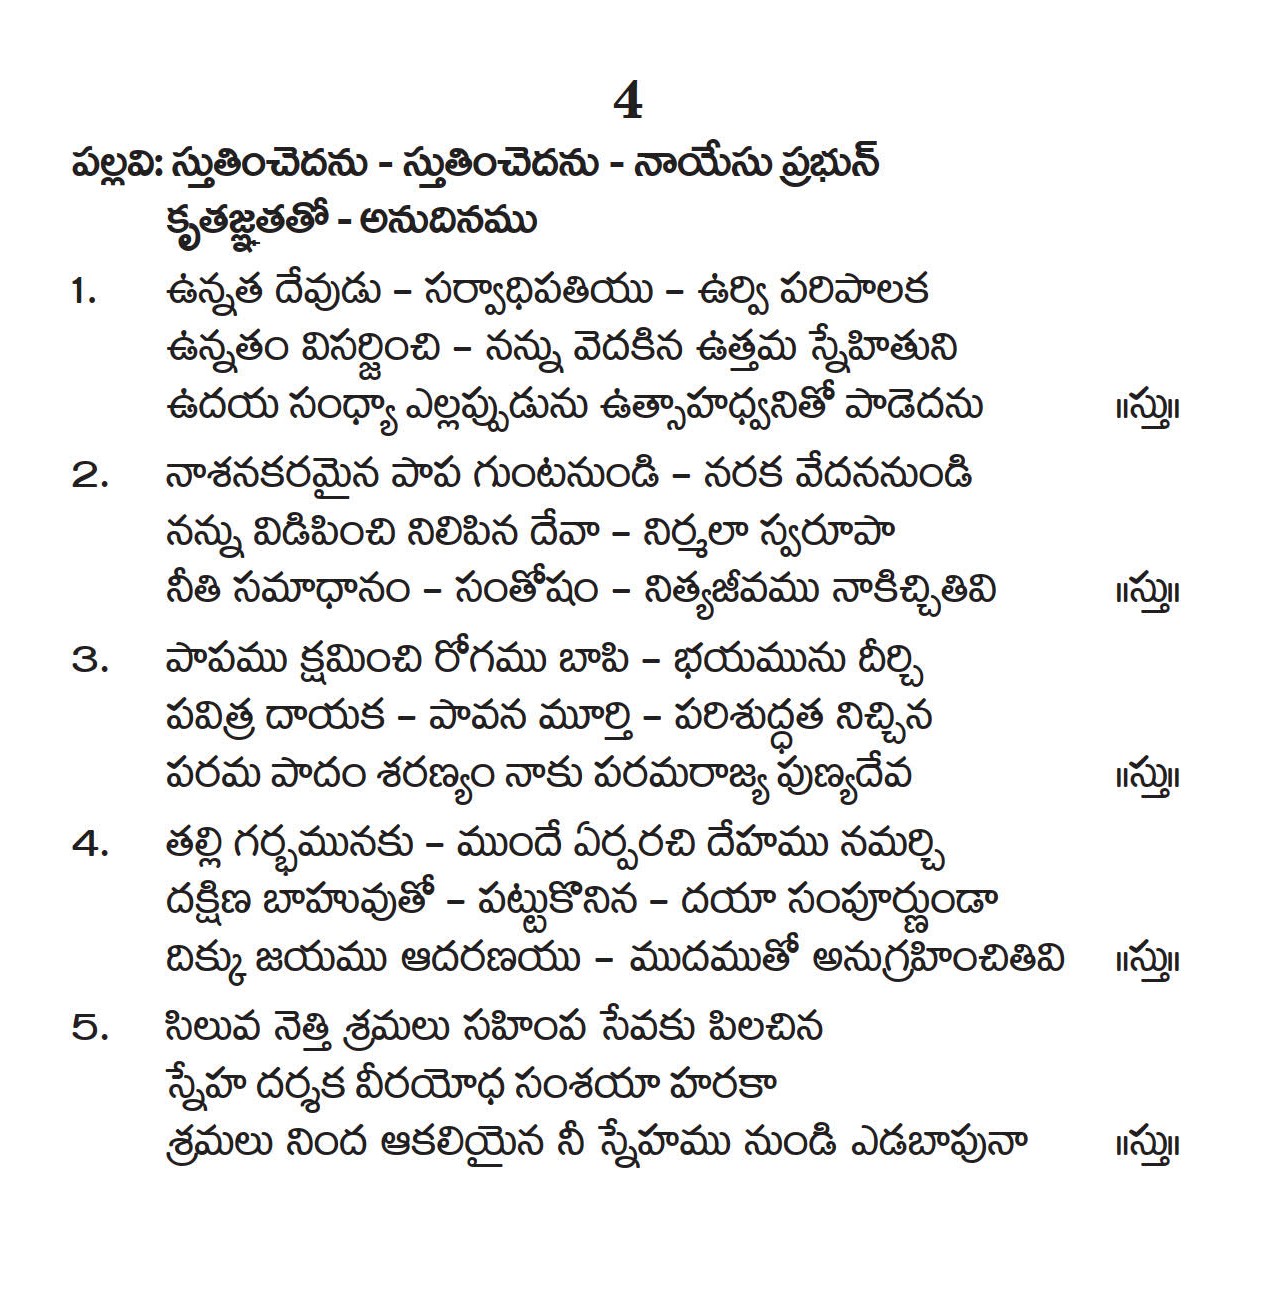 4
పల్లవి: స్తుతించెదను - స్తుతించెదను - నాయేసు ప్రభున్
కృతజ్ఞతతో - అనుదినము
1. ఉన్నత దేవుడు – సర్వాధిపతియు – ఉర్వి పరిపాలక
ఉన్నతం విసర్జించి – నన్ను వెదకిన ఉత్తమ స్నేహితుని
ఉదయ సంధ్యా ఎల్లప్పుడును ఉత్సాహధ్వనితో పాడెదను ॥స్తు॥
2. నాశనకరమైన పాప గుంటనుండి – నరక వేదననుండి
నన్ను విడిపించి నిలిపిన దేవా – నిర్మలా స్వరూపా
నీతి సమాధానం – సంతోషం – నిత్యజీవము నాకిచ్చితివి ॥స్తు॥
3. పాపము క్షమించి రోగము బాపి – భయమును దీర్చి
పవిత్ర దాయక – పావన మూర్తి – పరిశుద్ధత నిచ్చిన
పరమ పాదం శరణ్యం నాకు పరమరాజ్య పుణ్యదేవ ॥స్తు॥
4. తల్లి గర్భమునకు – ముందే ఏర్పరచి దేహము నమర్చి
దక్షిణ బాహువుతో – పట్టుకొనిన – దయా సంపూర్ణుండా
దిక్కు జయము ఆదరణయు – ముదముతో అనుగ్రహించితివి ॥స్తు॥
5. సిలువ నెత్తి శ్రమలు సహింప సేవకు పిలచిన
స్నేహ దర్శక వీరయోధ సంశయా హరకా
శ్రమలు నింద ఆకలియైన నీ స్నేహము నుండి ఎడబాపునా ॥స్తు॥